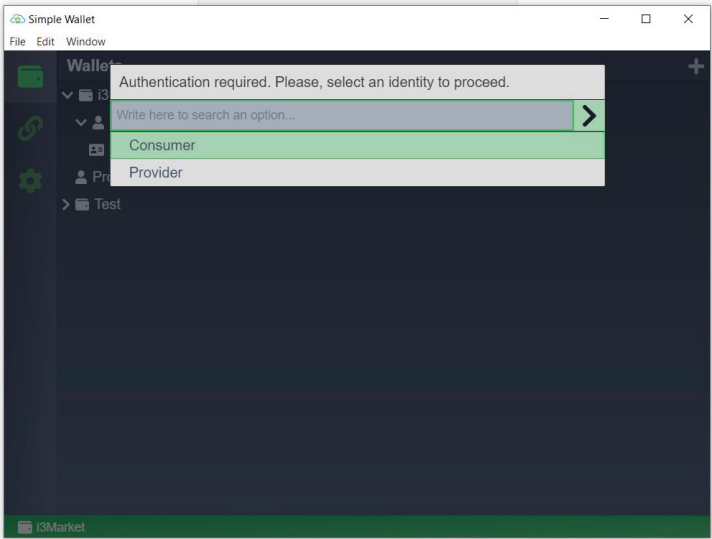 Simple Wallet
File Edit Window
Wallets
Authentication required. Please, select an identity to proceed.
i3
Write here to search an option...
Consumer
Provider
Test
i3Market